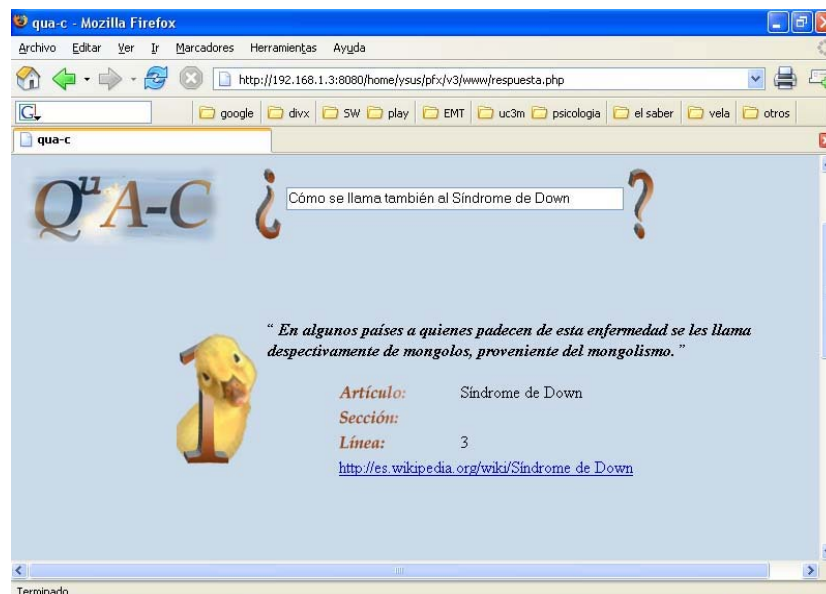 qua-c - Mozilla Firefox
Archivo Editar Ver Ir Marcadores Herramientas Ayuda
http://192.168.1.3:8080/home/ysus/pfx/v3/www/respuesta.php
G google divx SW play EMT uc3m psicologia el saber vela otros
qua-c
QuA-C ¿ Cómo se llama también al Síndrome de Down ?
“ En algunos países a quienes padecen de esta enfermedad se les llama
despectivamente de mongolos, proveniente del mongolismo.”
1
Artículo: Síndrome de Down
Sección:
Línea: 3
http://es.wikipedia.org/wiki/Síndrome de Down
Terminado